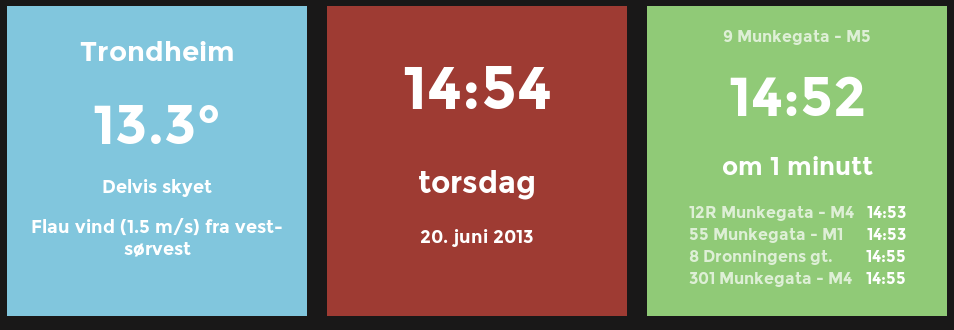 Trondheim
13.3°
Delvis skyet
Flau vind (1.5 m/s) fra vest-
sørvest
14:54
torsdag
20. juni 2013
9 Munkegata - M5
14:52
om 1 minutt
12R Munkegata - M4 14:53
55 Munkegata - M1 14:53
8 Dronningens gt. 14:55
301 Munkegata - M4 14:55